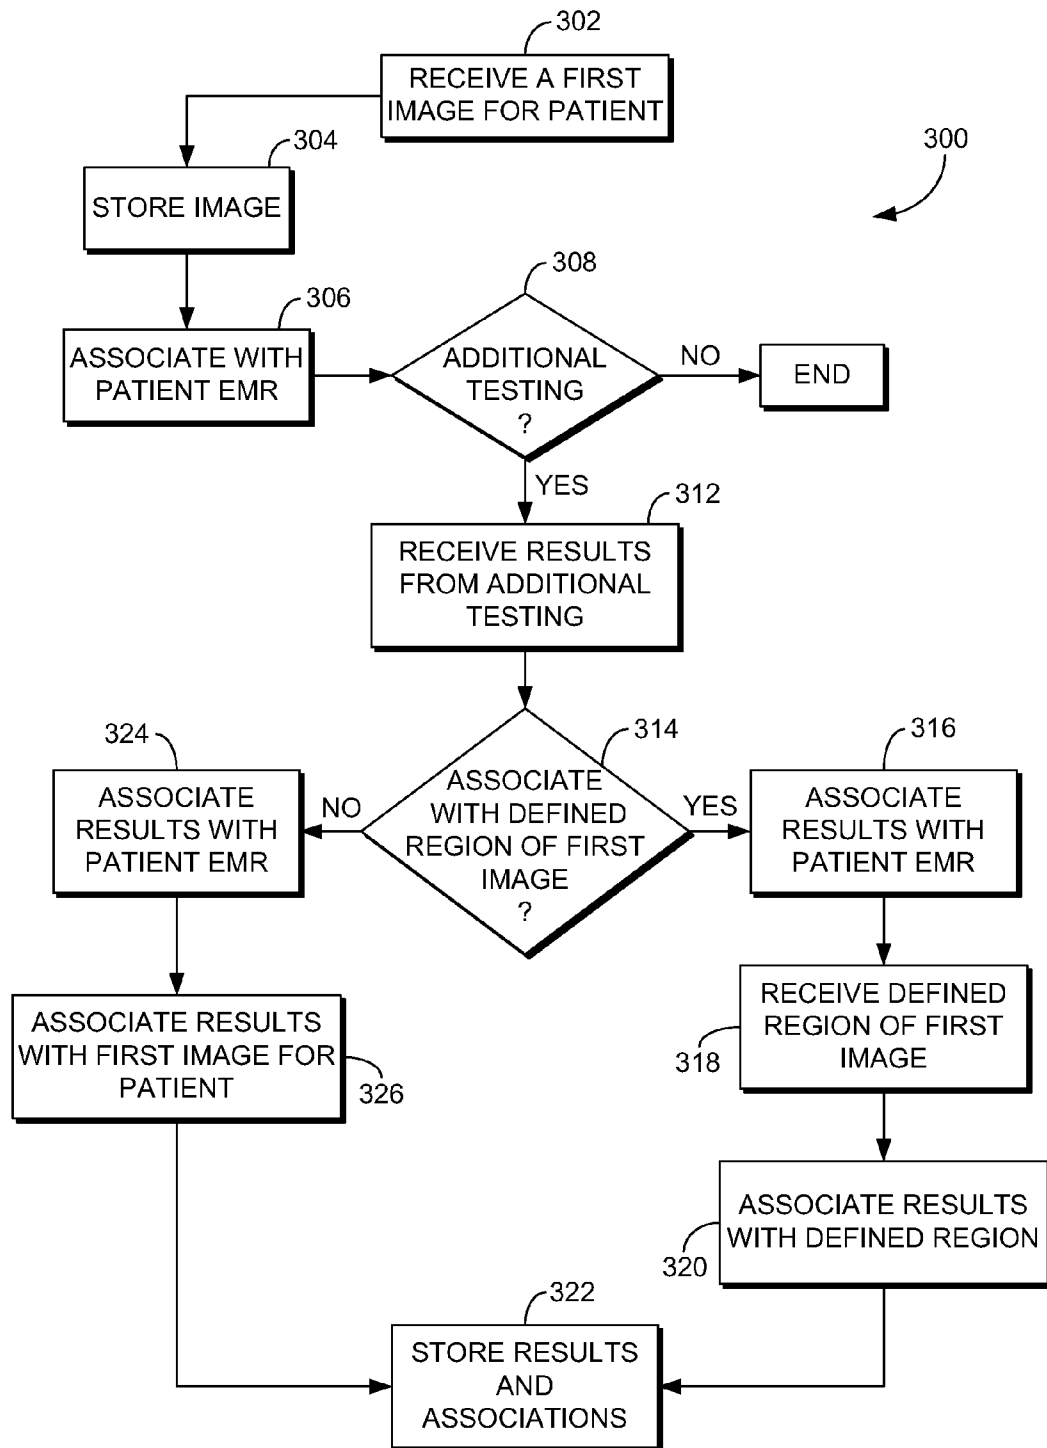 302
RECEIVE A FIRST
IMAGE FOR PATIENT
304
STORE IMAGE
300
306
ASSOCIATE WITH
PATIENT EMR
308
ADDITIONAL
TESTING
?
NO
END
YES
312
RECEIVE RESULTS
FROM ADDITIONAL
TESTING
314
ASSOCIATE
WITH DEFINED
REGION OF FIRST
IMAGE
?
NO
324
ASSOCIATE
RESULTS WITH
PATIENT EMR
YES
316
ASSOCIATE
RESULTS WITH
PATIENT EMR
ASSOCIATE RESULTS
WITH FIRST IMAGE FOR
PATIENT
326
RECEIVE DEFINED
REGION OF FIRST
IMAGE
318
ASSOCIATE RESULTS
WITH DEFINED REGION
320
322
STORE RESULTS
AND
ASSOCIATIONS